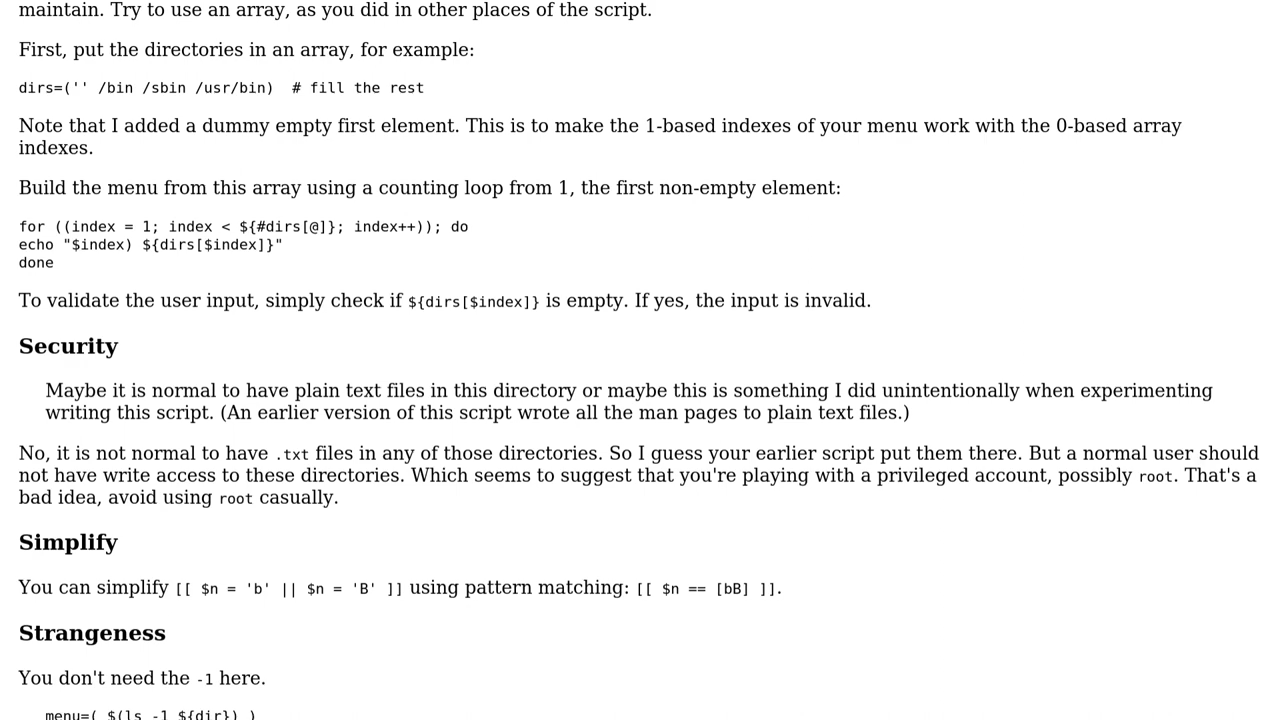 maintain. Try to use an array, as you did in other places of the script.
First, put the directories in an array, for example:
dirs=('' /bin /sbin /usr/bin)  # fill the rest
Note that I added a dummy empty first element. This is to make the 1-based indexes of your menu work with the 0-based array
indexes.
Build the menu from this array using a counting loop from 1, the first non-empty element:
for ((index = 1; index < ${#dirs[@]}; index++)); do
echo "$index) ${dirs[$index]}"
done
To validate the user input, simply check if ${dirs[$index]} is empty. If yes, the input is invalid.
Security
Maybe it is normal to have plain text files in this directory or maybe this is something I did unintentionally when experimenting
writing this script. (An earlier version of this script wrote all the man pages to plain text files.)
No, it is not normal to have .txt files in any of those directories. So I guess your earlier script put them there. But a normal user should
not have write access to these directories. Which seems to suggest that you're playing with a privileged account, possibly root. That's a
bad idea, avoid using root casually.
Simplify
You can simplify [[ $n = 'b' || $n = 'B' ]] using pattern matching: [[ $n == [bB] ]].
Strangeness
You don't need the -1 here.
menu=( $(ls -1 ${dir}) )